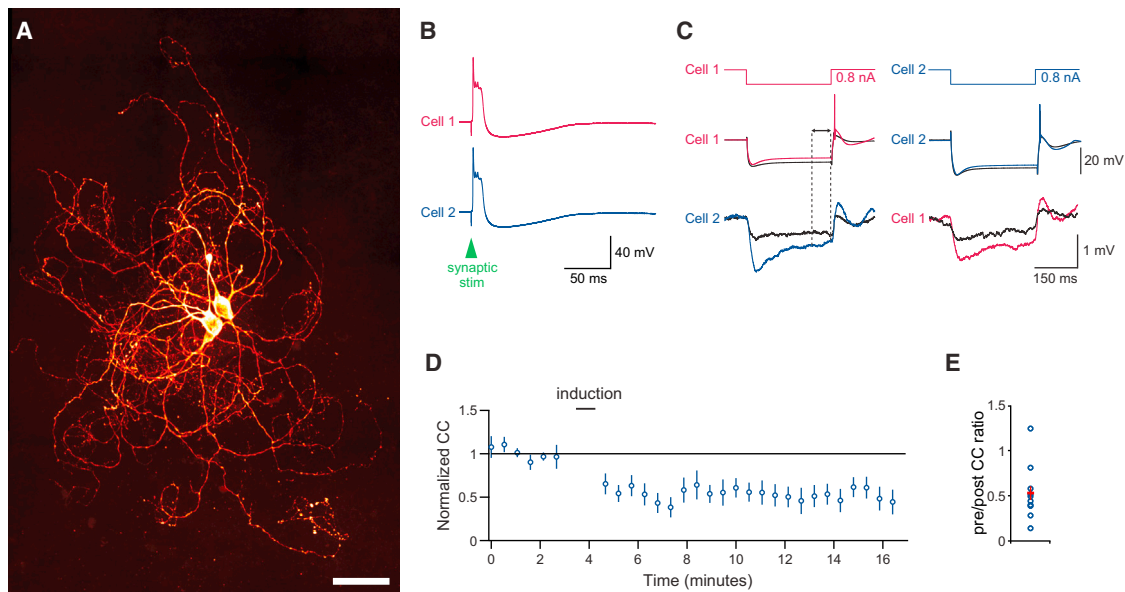 A
B
Cell 1
Cell 2
synaptic
stim
40 mV
50 ms
C
Cell 1
0.8 nA
Cell 2
0.8 nA
Cell 1
Cell 2
20 mV
Cell 2
Cell 1
1 mV
150 ms
D
induction
Normalized CC
1.5
1
0.5
0
0 2 4 6 8 10 12 14 16
Time (minutes)
E
pre/post CC ratio
1.5
1
0.5
0